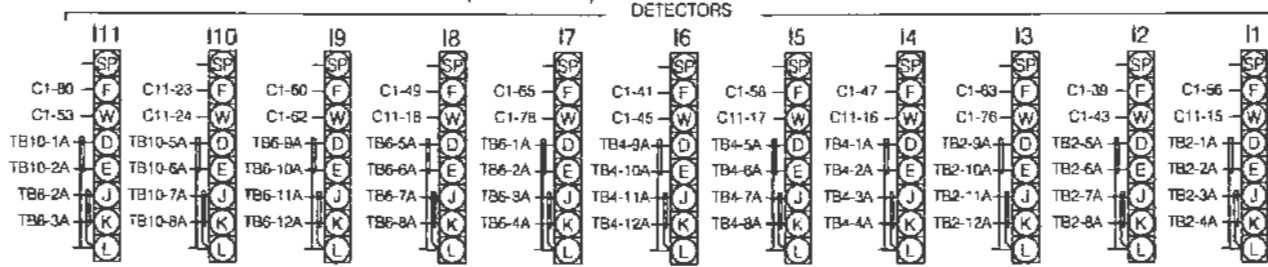 DETECTORS
I11 I10 I9 I8 I7 I6 I5 I4 I3 I2 I1
SP SP SP SP SP SP SP SP SP SP SP
C1-80 F C11-23 F C1-60 F C1-49 F C1-65 F C1-41 F C1-58 F C1-47 F C1-63 F C1-39 F C1-56 F
C1-53 W C11-24 W C1-62 W C11-18 W C1-78 W C1-45 W C11-17 W C11-16 W C1-76 W C1-43 W C11-15 W
TB10-1A D TB10-5A D TB6-9A D TB6-5A D TB6-1A D TB4-9A D TB4-5A D TB4-1A D TB2-9A D TB2-5A D TB2-1A D
TB10-2A E TB10-6A E TB6-10A E TB6-6A E TB6-2A E TB4-10A E TB4-6A E TB4-2A E TB2-10A E TB2-6A E TB2-2A E
TB8-2A J TB10-7A J TB6-11A J TB6-7A J TB6-3A J TB4-11A J TB4-7A J TB4-3A J TB2-11A J TB2-7A J TB2-3A J
TB8-3A K TB10-8A K TB6-12A K TB6-8A K TB6-4A K TB4-12A K TB4-8A K TB4-4A K TB2-12A K TB2-8A K TB2-4A K
L L L L L L L L L L L